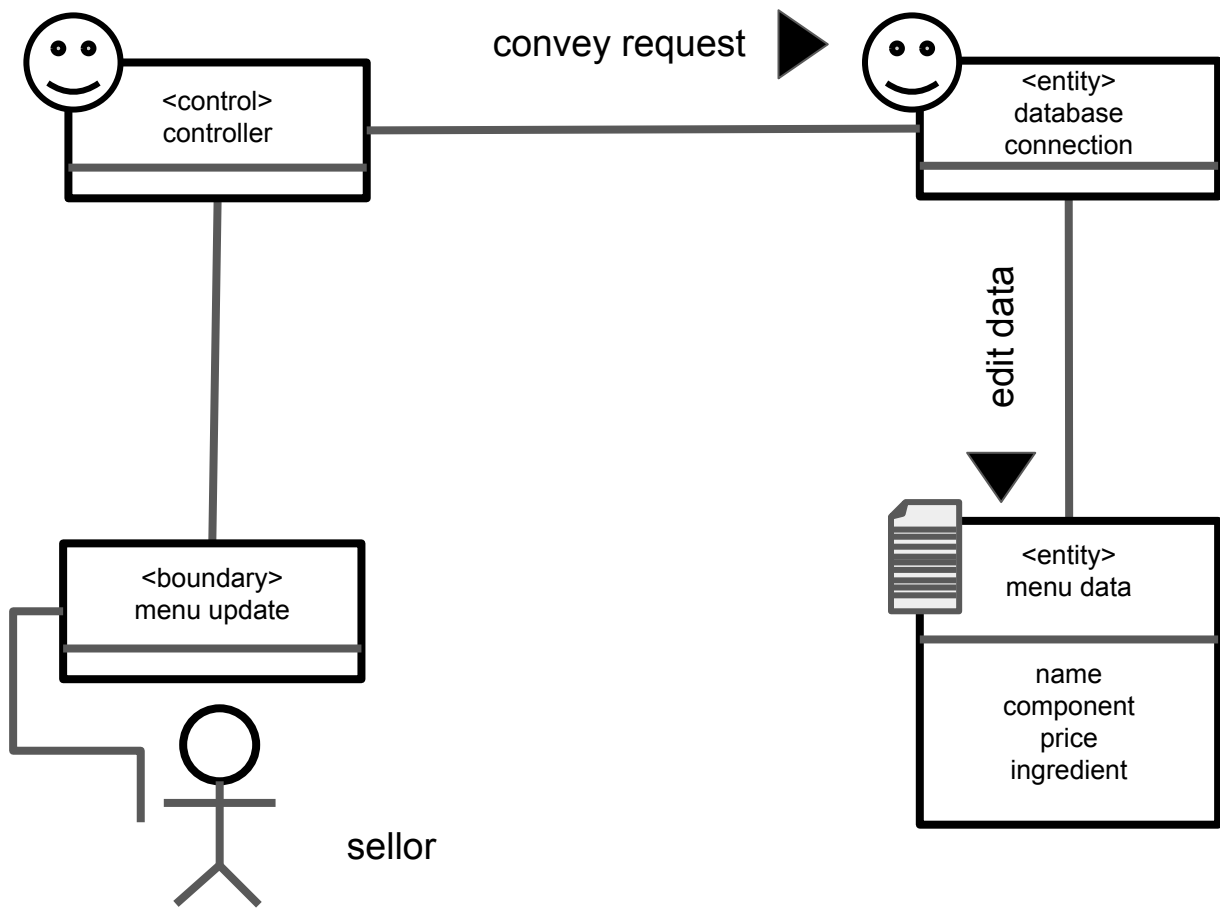 convey request
<control>
controller
<entity>
database
connection
edit data
<boundary>
menu update
<entity>
menu data
name
component
price
ingredient
sellor